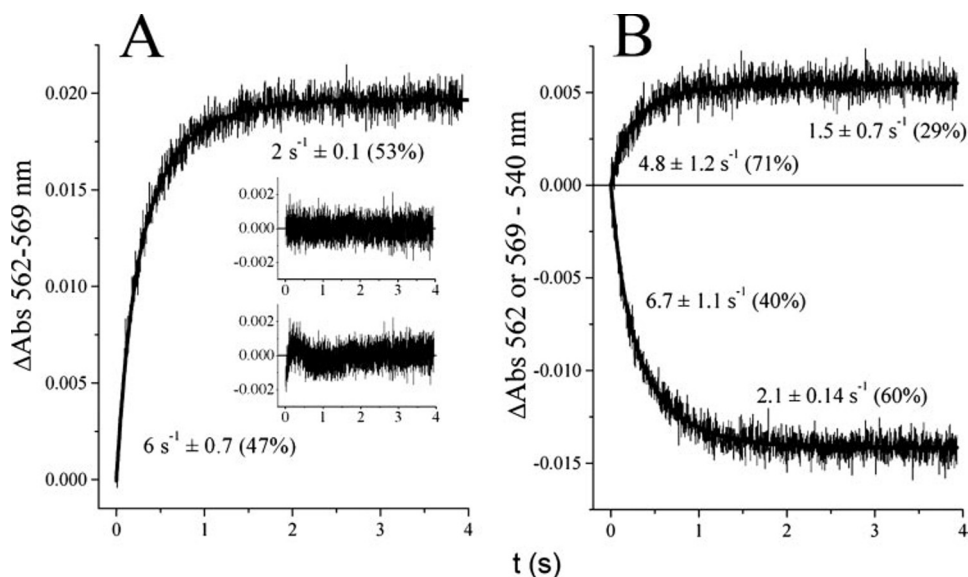 A
B
ΔAbs 562-569 nm
0.020
0.015
0.010
0.005
0.000
2 s⁻¹ ± 0.1 (53%)
0.002
0.000
-0.002
0 1 2 3 4
0.002
0.000
-0.002
0 1 2 3 4
6 s⁻¹ ± 0.7 (47%)
0 1 2 3 4
ΔAbs 562 or 569 - 540 nm
0.005
0.000
-0.005
-0.010
-0.015
1.5 ± 0.7 s⁻¹ (29%)
4.8 ± 1.2 s⁻¹ (71%)
6.7 ± 1.1 s⁻¹ (40%)
2.1 ± 0.14 s⁻¹ (60%)
0 1 2 3 4
t (s)